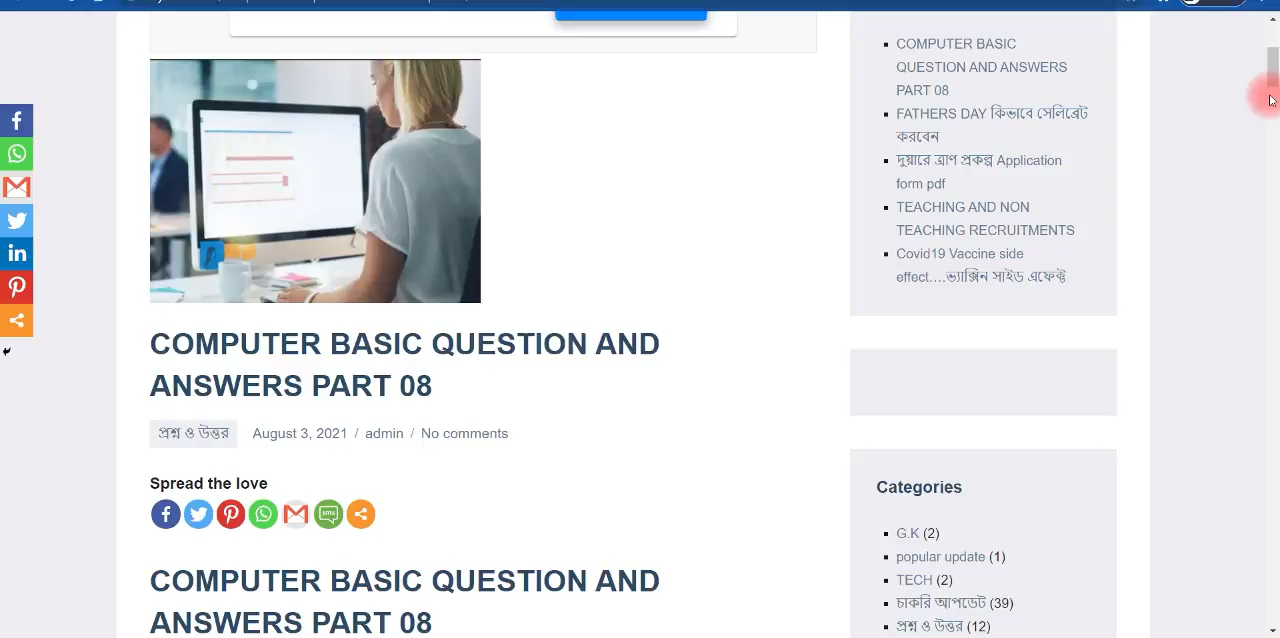 COMPUTER BASIC QUESTION AND
ANSWERS PART 08
প্রশ্ন ও উত্তর August 3, 2021 / admin / No comments
Spread the love
sms
COMPUTER BASIC QUESTION AND
ANSWERS PART 08
COMPUTER BASIC
QUESTION AND ANSWERS
PART 08
FATHERS DAY কিভাবে সেলিব্রেট
করবেন
দুয়ারে ত্রাণ প্রকল্প Application
form pdf
TEACHING AND NON
TEACHING RECRUITMENTS
Covid19 Vaccine side
effect….ভ্যাক্সিন সাইড এফেক্ট
Categories
G.K (2)
popular update (1)
TECH (2)
চাকরি আপডেট (39)
প্রশ্ন ও উত্তর (12)